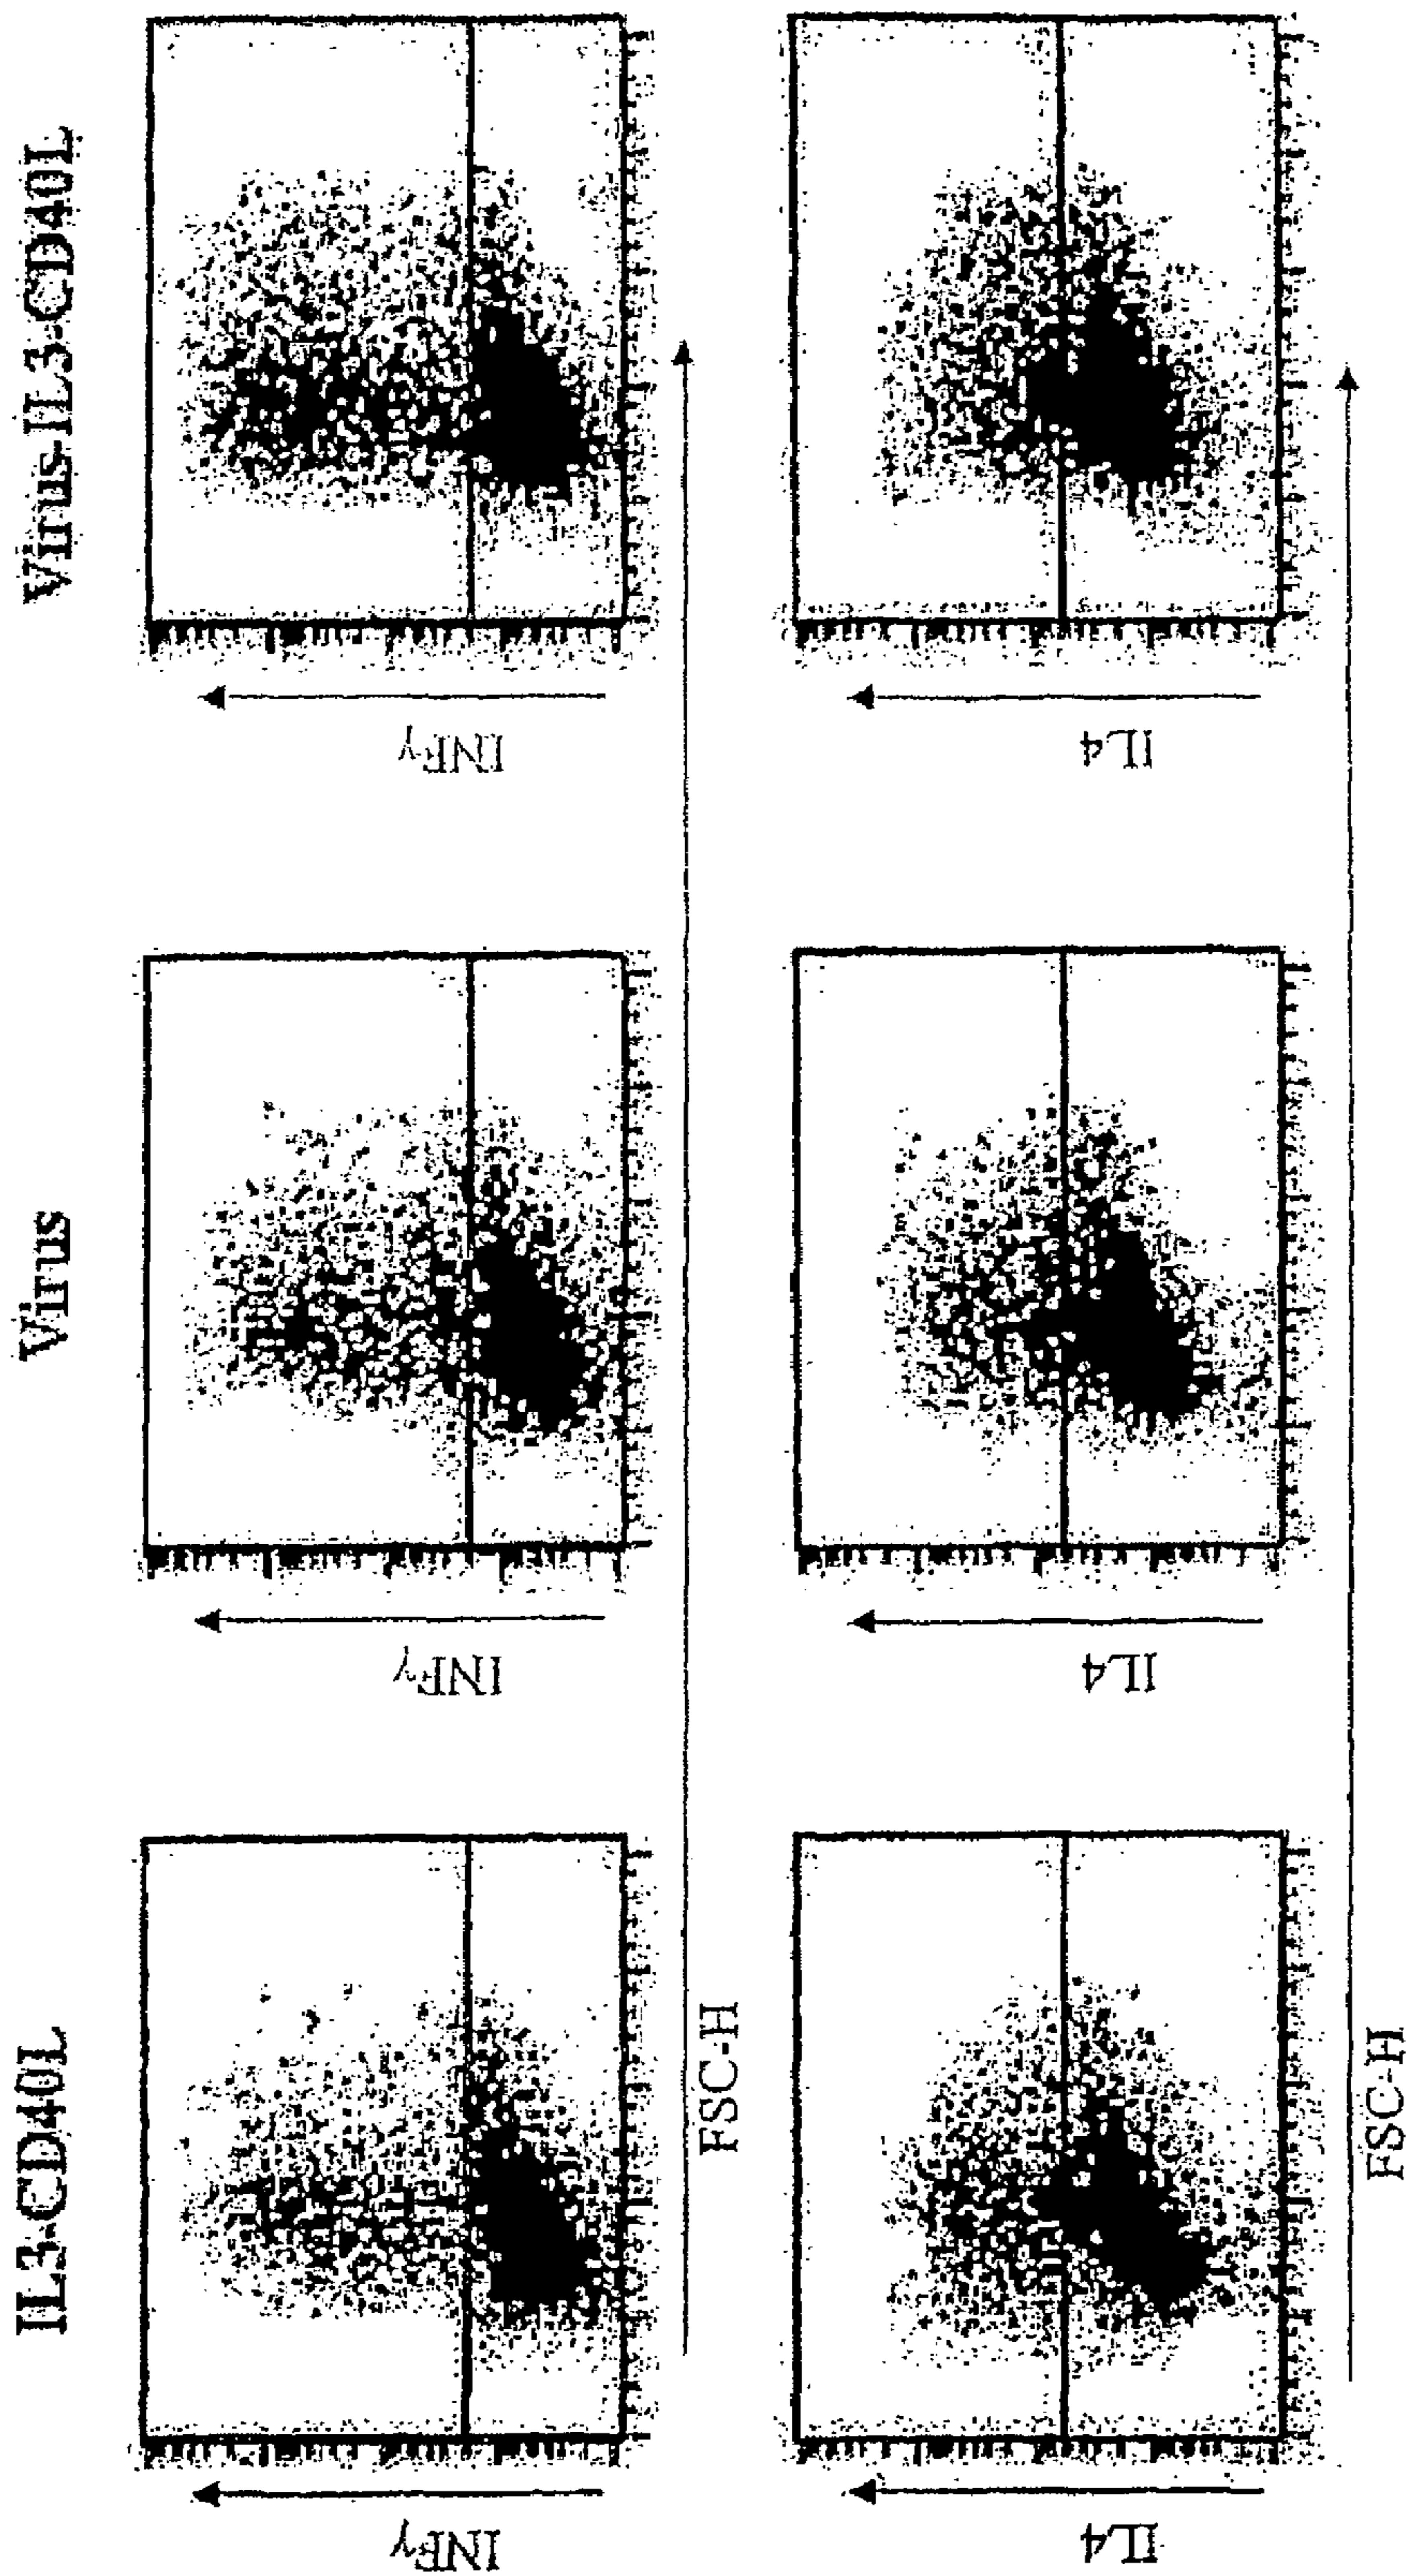 IL3-CD40L
Virus
Virus-IL3-CD40L
INFγ
INFγ
INFγ
FSC-H
IL4
IL4
IL4
FSC-H